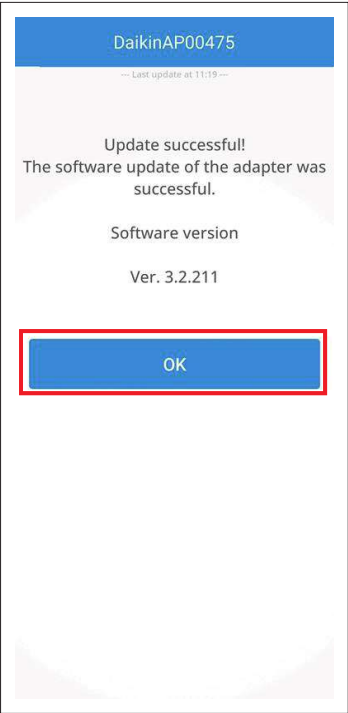 DaikinAP00475
--- Last update at 11:19 ---
Update successful!
The software update of the adapter was
successful.
Software version
Ver. 3.2.211
OK